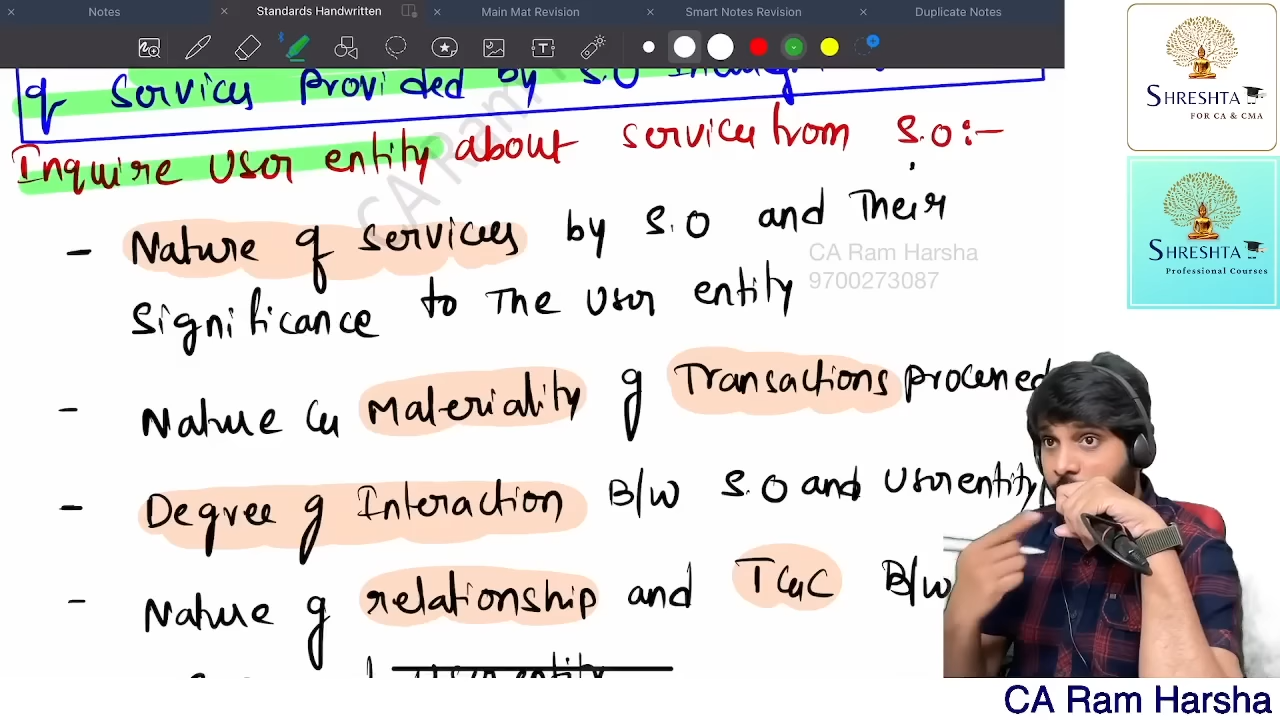 Notes
Standards Handwritten
Main Mat Revision
Smart Notes Revision
Duplicate Notes
of Services Provided by S.O
Inquire User entity about service from S.O:-
- Nature of services by S.O and Their
Significance to The User entity
- Nature & Materiality of Transactions processed
- Degree of Interaction B/W S.O and User entity
- Nature of relationship and T&C B/W
user entity
CA Ram Harsha
9700273087
SHRESHTA
FOR CA & CMA
SHRESHTA
Professional Courses
CA Ram Harsha